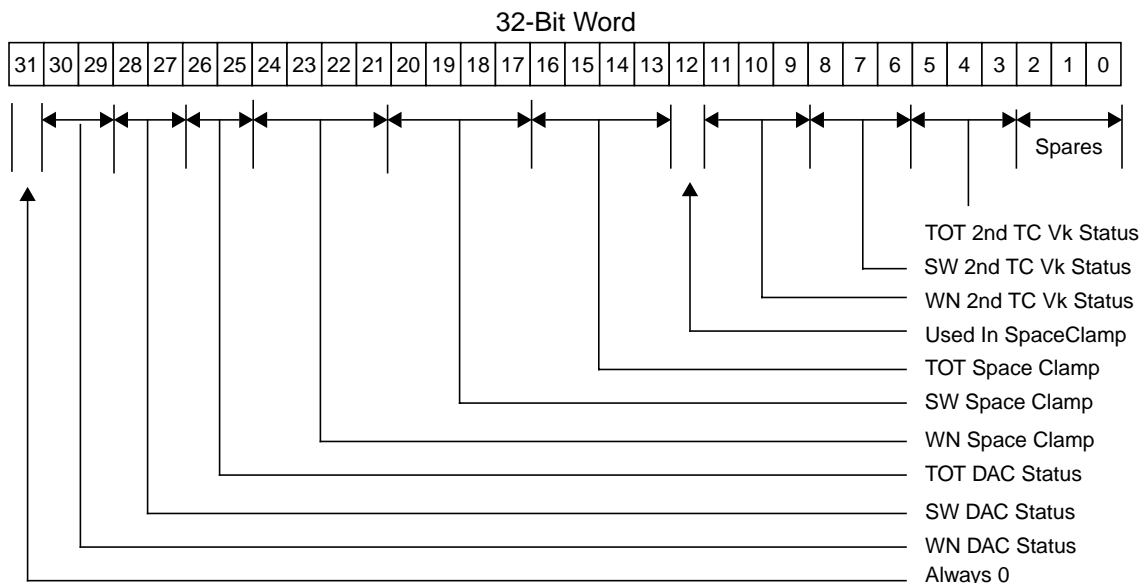 32-Bit Word
31 30 29 28 27 26 25 24 23 22 21 20 19 18 17 16 15 14 13 12 11 10 9 8 7 6 5 4 3 2 1 0
Spares
TOT 2nd TC Vk Status
SW 2nd TC Vk Status
WN 2nd TC Vk Status
Used In SpaceClamp
TOT Space Clamp
SW Space Clamp
WN Space Clamp
TOT DAC Status
SW DAC Status
WN DAC Status
Always 0